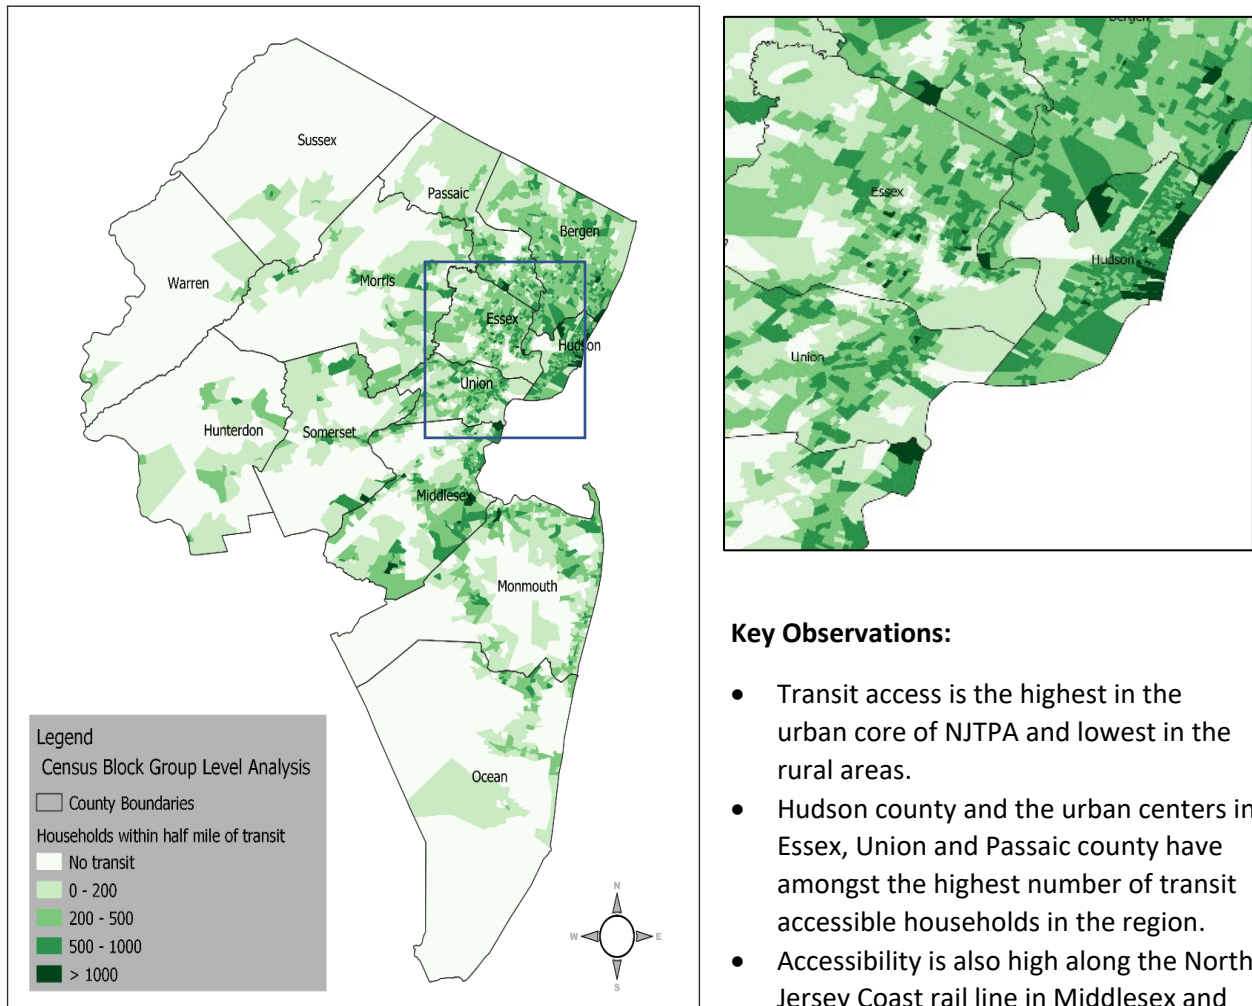 Sussex
Passaic
Bergen
Warren
Morris
Essex
Hudson
Union
Hunterdon
Somerset
Middlesex
Monmouth
Ocean
Legend
Census Block Group Level Analysis
County Boundaries
Households within half mile of transit
No transit
0 - 200
200 - 500
500 - 1000
> 1000
N
W E
S
Bergen
Essex
Hudson
Union
Key Observations:
• Transit access is the highest in the
urban core of NJTPA and lowest in the
rural areas.
• Hudson county and the urban centers in
Essex, Union and Passaic county have
amongst the highest number of transit
accessible households in the region.
• Accessibility is also high along the North
Jersey Coast rail line in Middlesex and